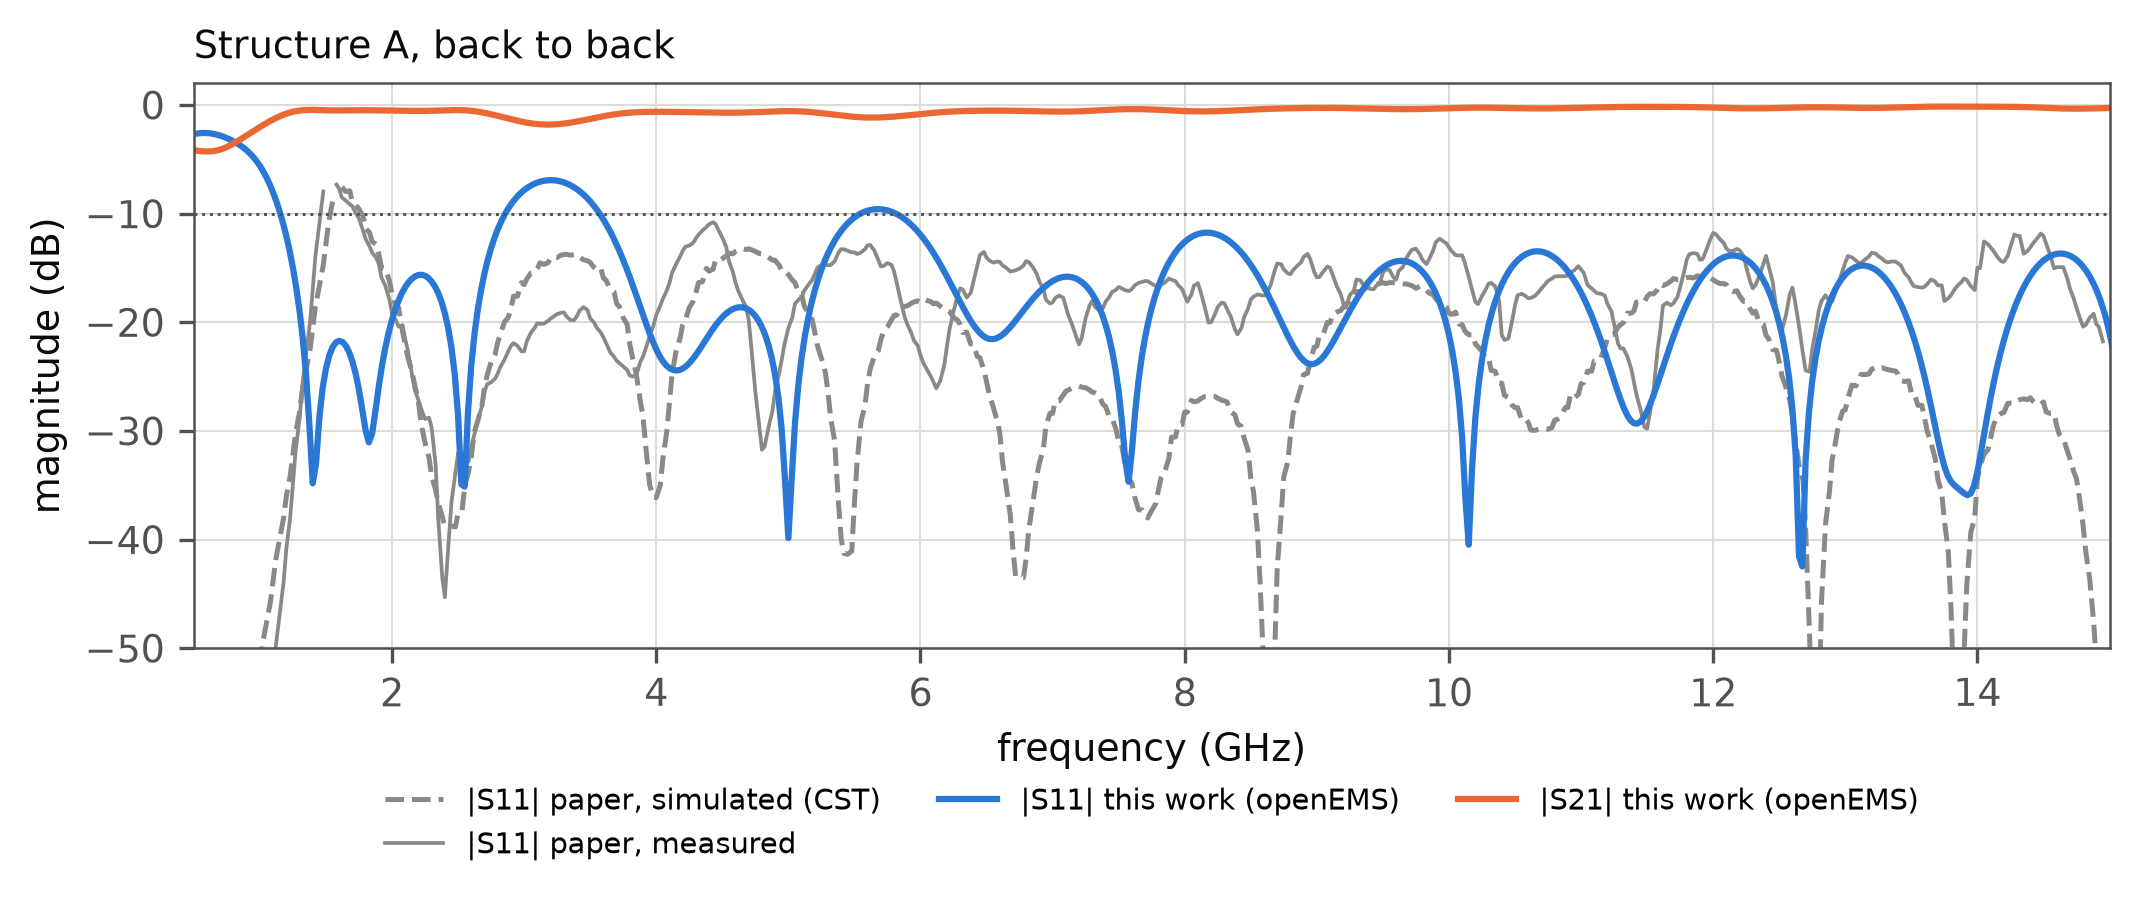 Structure A, back to back
0
−10
−20
−30
−40
−50
magnitude (dB)
2 4 6 8 10 12 14
frequency (GHz)
|S11| paper, simulated (CST)
|S11| paper, measured
|S11| this work (openEMS)
|S21| this work (openEMS)